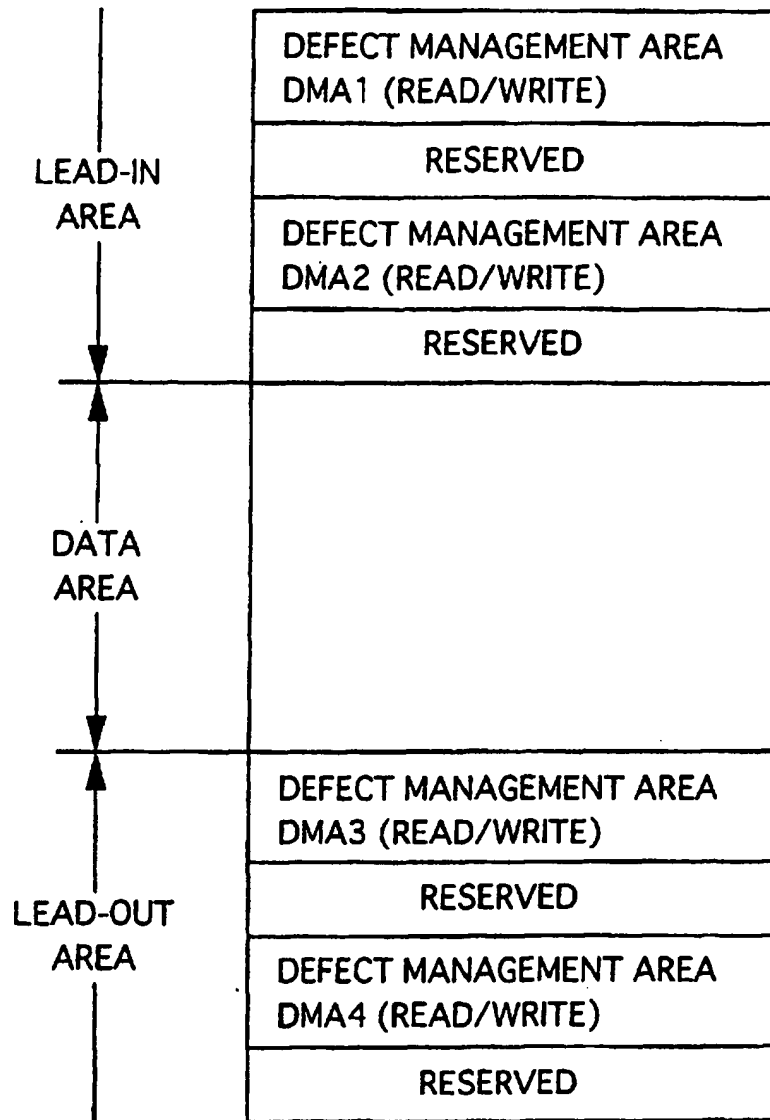 DEFECT MANAGEMENT AREA
DMA1 (READ/WRITE)
RESERVED
LEAD-IN
AREA
DEFECT MANAGEMENT AREA
DMA2 (READ/WRITE)
RESERVED
DATA
AREA
DEFECT MANAGEMENT AREA
DMA3 (READ/WRITE)
RESERVED
LEAD-OUT
AREA
DEFECT MANAGEMENT AREA
DMA4 (READ/WRITE)
RESERVED